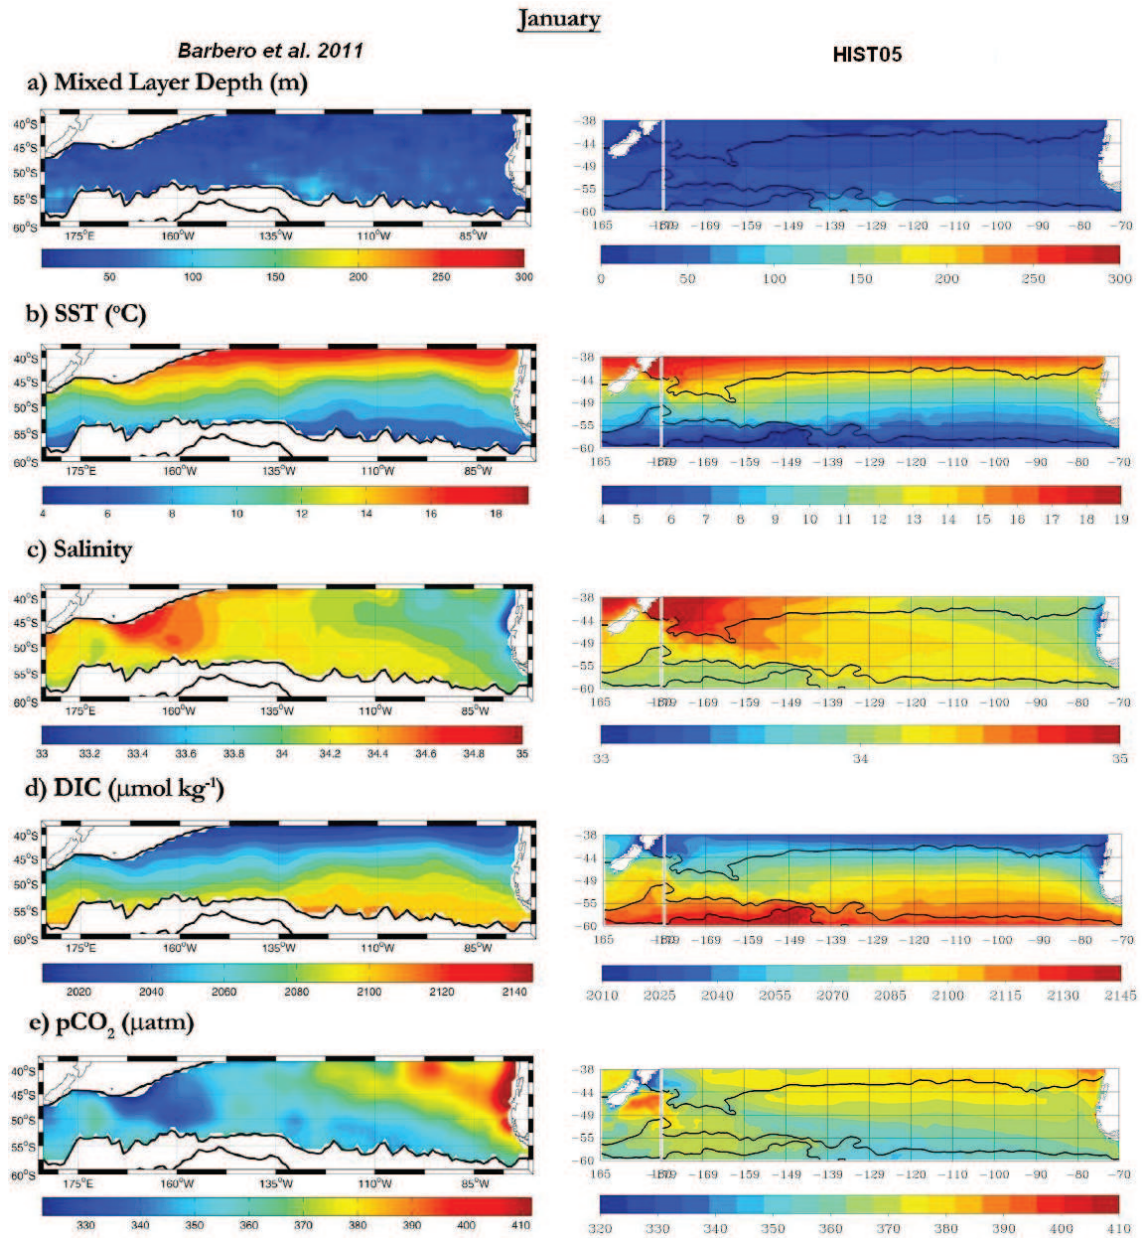 January
Barbero et al. 2011
HIST05
a) Mixed Layer Depth (m)
40°S
45°S
50°S
55°S
60°S
175°E 160°W 135°W 110°W 85°W
50 100 150 200 250 300
-38
-44
-49
-55
-60
165 -169 -159 -149 -139 -129 -119 -110 -100 -90 -80 -70
0 50 100 150 200 250 300
b) SST (°C)
40°S
45°S
50°S
55°S
60°S
175°E 160°W 135°W 110°W 85°W
4 6 8 10 12 14 16 18
-38
-44
-49
-55
-60
165 -169 -159 -149 -139 -129 -119 -110 -100 -90 -80 -70
4 5 6 7 8 9 10 11 12 13 14 15 16 17 18 19
c) Salinity
40°S
45°S
50°S
55°S
60°S
175°E 160°W 135°W 110°W 85°W
33 33.2 33.4 33.6 33.8 34 34.2 34.4 34.6 34.8 35
-38
-44
-49
-55
-60
165 -169 -159 -149 -139 -129 -119 -110 -100 -90 -80 -70
33 34 35
d) DIC (μmol kg⁻¹)
40°S
45°S
50°S
55°S
60°S
175°E 160°W 135°W 110°W 85°W
2020 2040 2060 2080 2100 2120 2140
-38
-44
-49
-55
-60
165 -169 -159 -149 -139 -129 -119 -110 -100 -90 -80 -70
2010 2025 2040 2055 2070 2085 2100 2115 2130 2145
e) pCO₂ (μatm)
40°S
45°S
50°S
55°S
60°S
175°E 160°W 135°W 110°W 85°W
330 340 350 360 370 380 390 400 410
-38
-44
-49
-55
-60
165 -169 -159 -149 -139 -129 -119 -110 -100 -90 -80 -70
320 330 340 350 360 370 380 390 400 410